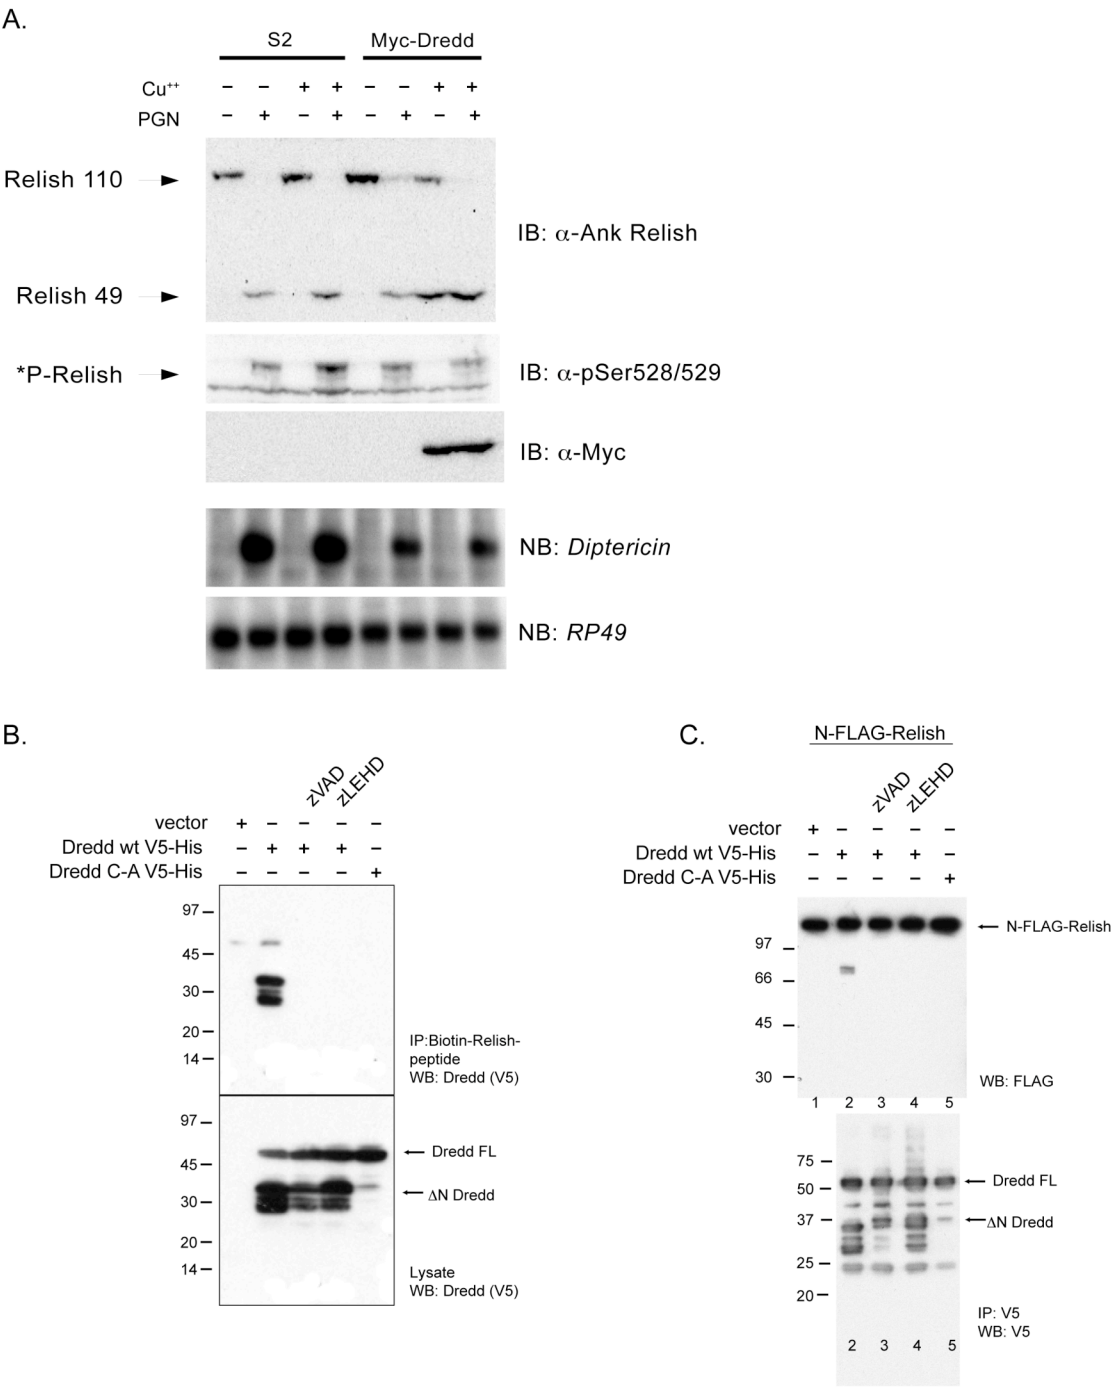 A.
S2 Myc-Dredd
Cu++ – – + + – – + +
PGN – + – + – + – +
Relish 110
IB: α-Ank Relish
Relish 49
*P-Relish
IB: α-pSer528/529
IB: α-Myc
NB: Diptericin
NB: RP49
B.
zVAD zLEHD
vector + – – – –
Dredd wt V5-His – + + + –
Dredd C-A V5-His – – – – +
97
45
30
20
14
IP:Biotin-Relish-
peptide
WB: Dredd (V5)
97
45
30
20
14
Dredd FL
ΔN Dredd
Lysate
WB: Dredd (V5)
C.
N-FLAG-Relish
zVAD zLEHD
vector + – – – –
Dredd wt V5-His – + + + –
Dredd C-A V5-His – – – – +
N-FLAG-Relish
97
66
45
30
WB: FLAG
1 2 3 4 5
75
50
37
25
20
Dredd FL
ΔN Dredd
IP: V5
WB: V5
2 3 4 5